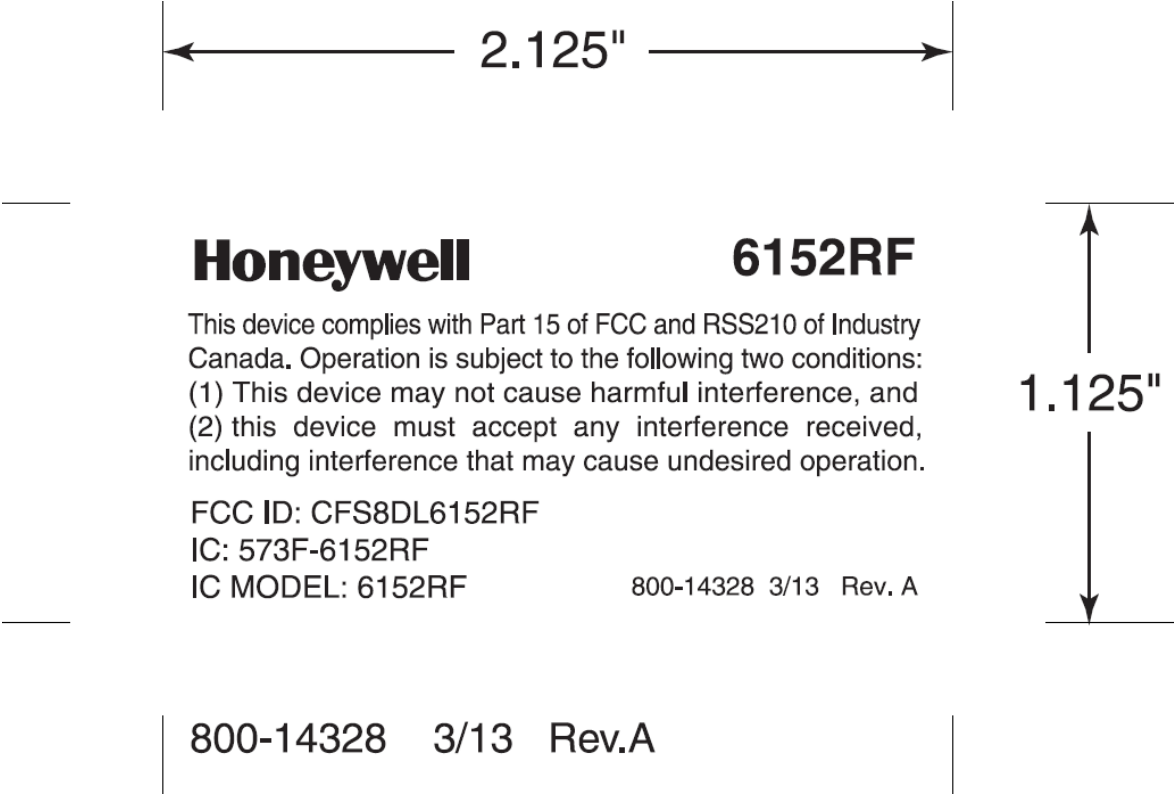 2.125"
Honeywell 6152RF
This device complies with Part 15 of FCC and RSS210 of Industry
Canada. Operation is subject to the following two conditions:
(1) This device may not cause harmful interference, and
(2) this device must accept any interference received,
including interference that may cause undesired operation.
1.125"
FCC ID: CFS8DL6152RF
IC: 573F-6152RF
IC MODEL: 6152RF 800-14328 3/13 Rev. A
800-14328 3/13 Rev.A